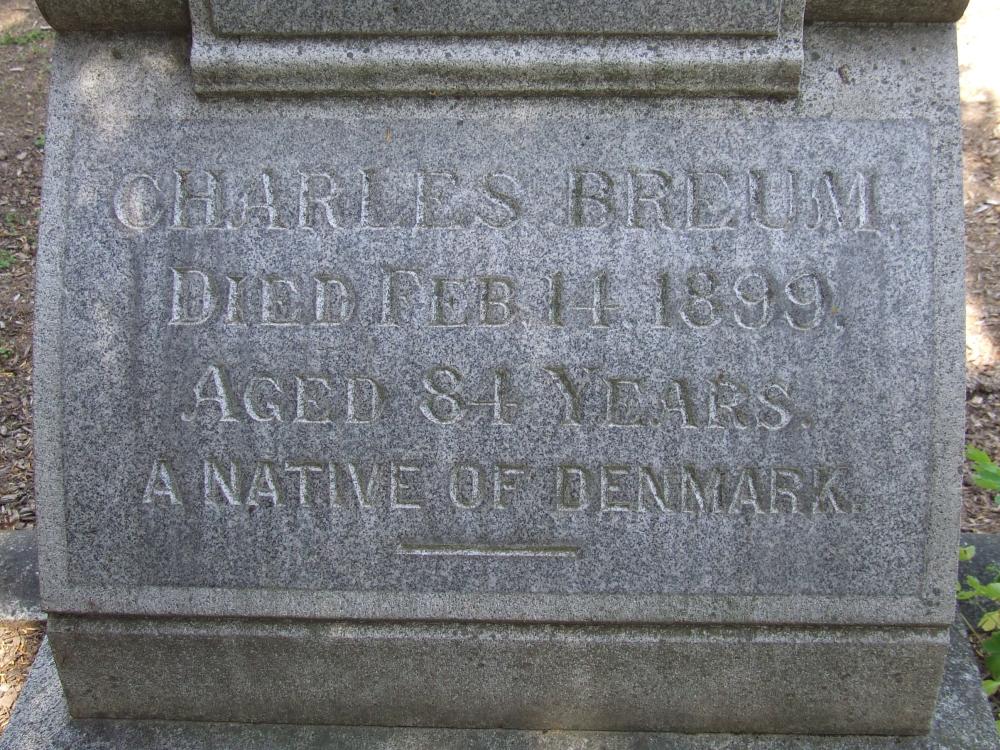 CHARLES BREUM.
DIED FEB. 14. 1899.
AGED 84 YEARS.
A NATIVE OF DENMARK.